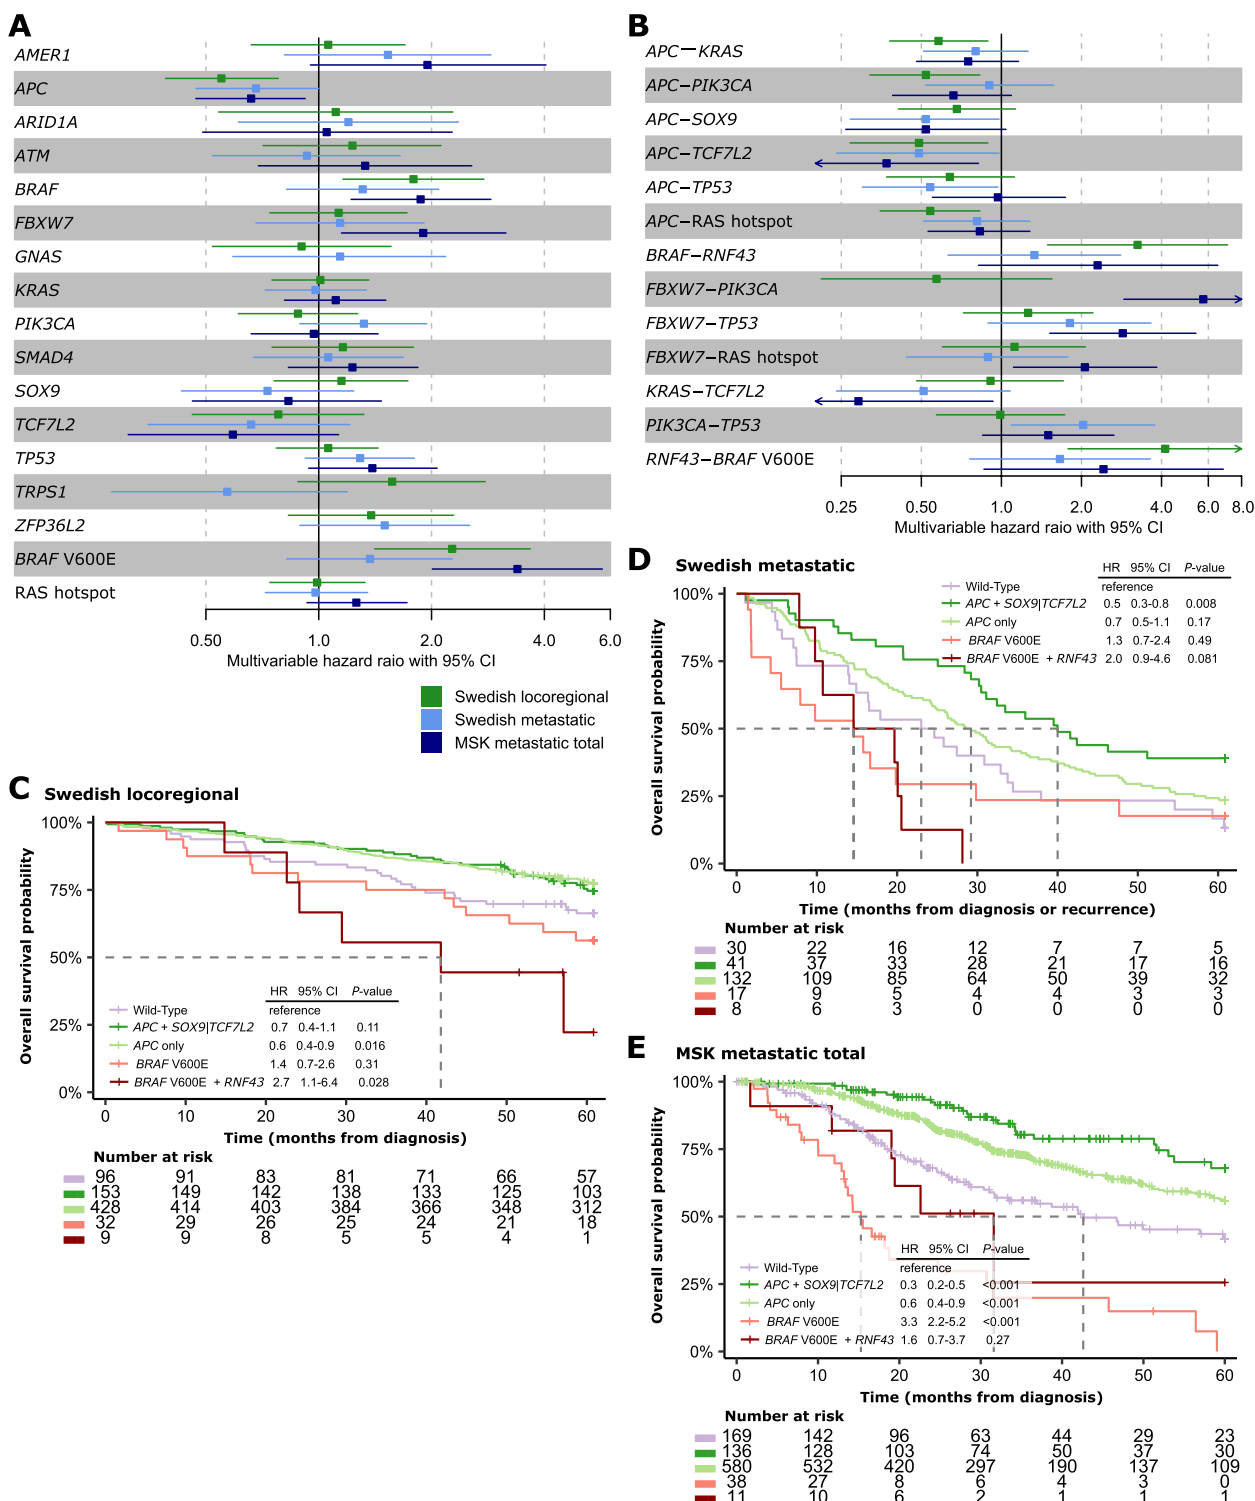 A
AMER1
APC
ARID1A
ATM
BRAF
FBXW7
GNAS
KRAS
PIK3CA
SMAD4
SOX9
TCF7L2
TP53
TRPS1
ZFP36L2
BRAF V600E
RAS hotspot
0.50 1.0 2.0 4.0 6.0
Multivariable hazard raio with 95% CI
Swedish locoregional
Swedish metastatic
MSK metastatic total
B
APC−KRAS
APC−PIK3CA
APC−SOX9
APC−TCF7L2
APC−TP53
APC−RAS hotspot
BRAF−RNF43
FBXW7−PIK3CA
FBXW7−TP53
FBXW7−RAS hotspot
KRAS−TCF7L2
PIK3CA−TP53
RNF43−BRAF V600E
0.25 0.50 1.0 2.0 4.0 6.0 8.0
Multivariable hazard raio with 95% CI
C Swedish locoregional
Overall survival probability
100%
75%
50%
25%
0%
HR 95% CI P-value
Wild-Type reference
APC + SOX9|TCF7L2 0.7 0.4-1.1 0.11
APC only 0.6 0.4-0.9 0.016
BRAF V600E 1.4 0.7-2.6 0.31
BRAF V600E + RNF43 2.7 1.1-6.4 0.028
0 10 20 30 40 50 60
Time (months from diagnosis)
Number at risk
96 91 83 81 71 66 57
153 149 142 138 133 125 103
428 414 403 384 366 348 312
32 29 26 25 24 21 18
9 9 8 5 5 4 1
D Swedish metastatic
Overall survival probability
100%
75%
50%
25%
0%
HR 95% CI P-value
Wild-Type reference
APC + SOX9|TCF7L2 0.5 0.3-0.8 0.008
APC only 0.7 0.5-1.1 0.17
BRAF V600E 1.3 0.7-2.4 0.49
BRAF V600E + RNF43 2.0 0.9-4.6 0.081
0 10 20 30 40 50 60
Time (months from diagnosis or recurrence)
Number at risk
30 22 16 12 7 7 5
41 37 33 28 21 17 16
132 109 85 64 50 39 32
17 9 5 4 4 3 3
8 6 3 0 0 0 0
E MSK metastatic total
Overall survival probability
100%
75%
50%
25%
0%
HR 95% CI P-value
Wild-Type reference
APC + SOX9|TCF7L2 0.3 0.2-0.5 <0.001
APC only 0.6 0.4-0.9 <0.001
BRAF V600E 3.3 2.2-5.2 <0.001
BRAF V600E + RNF43 1.6 0.7-3.7 0.27
0 10 20 30 40 50 60
Time (months from diagnosis)
Number at risk
169 142 96 63 44 29 23
136 128 103 74 50 37 30
580 532 420 297 190 137 109
38 27 8 6 4 3 0
11 10 6 2 1 1 1